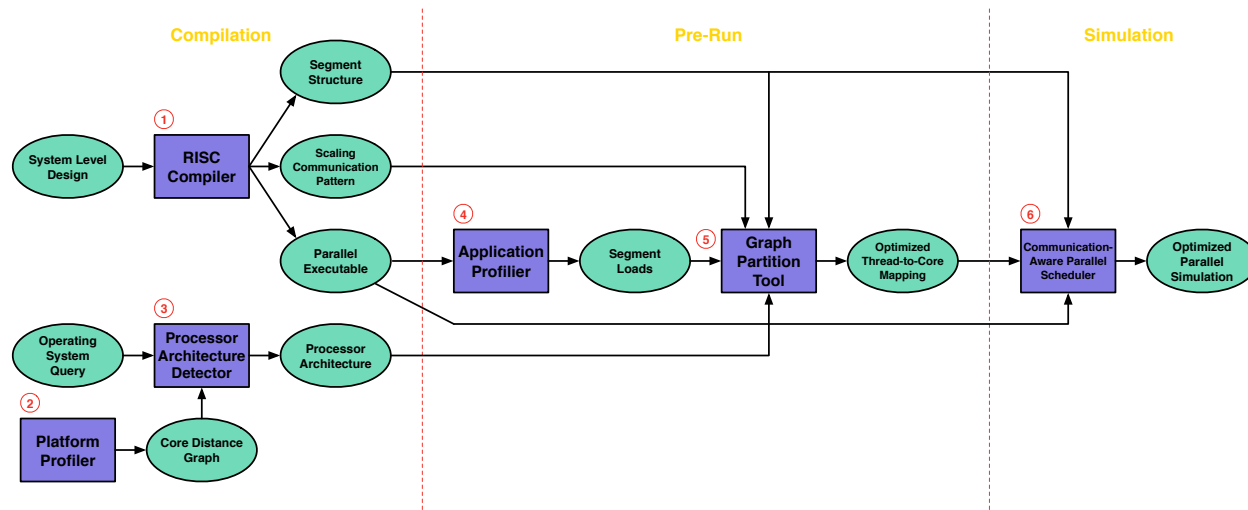 Compilation
Pre-Run
Simulation
Segment
Structure
1
System Level
Design
RISC
Compiler
Scaling
Communication
Pattern
4
5
6
Parallel
Executable
Application
Profilier
Segment
Loads
Graph
Partition
Tool
Optimized
Thread-to-Core
Mapping
Communication-
Aware Parallel
Scheduler
Optimized
Parallel
Simulation
3
Operating
System
Query
Processor
Architecture
Detector
Processor
Architecture
2
Platform
Profiler
Core Distance
Graph